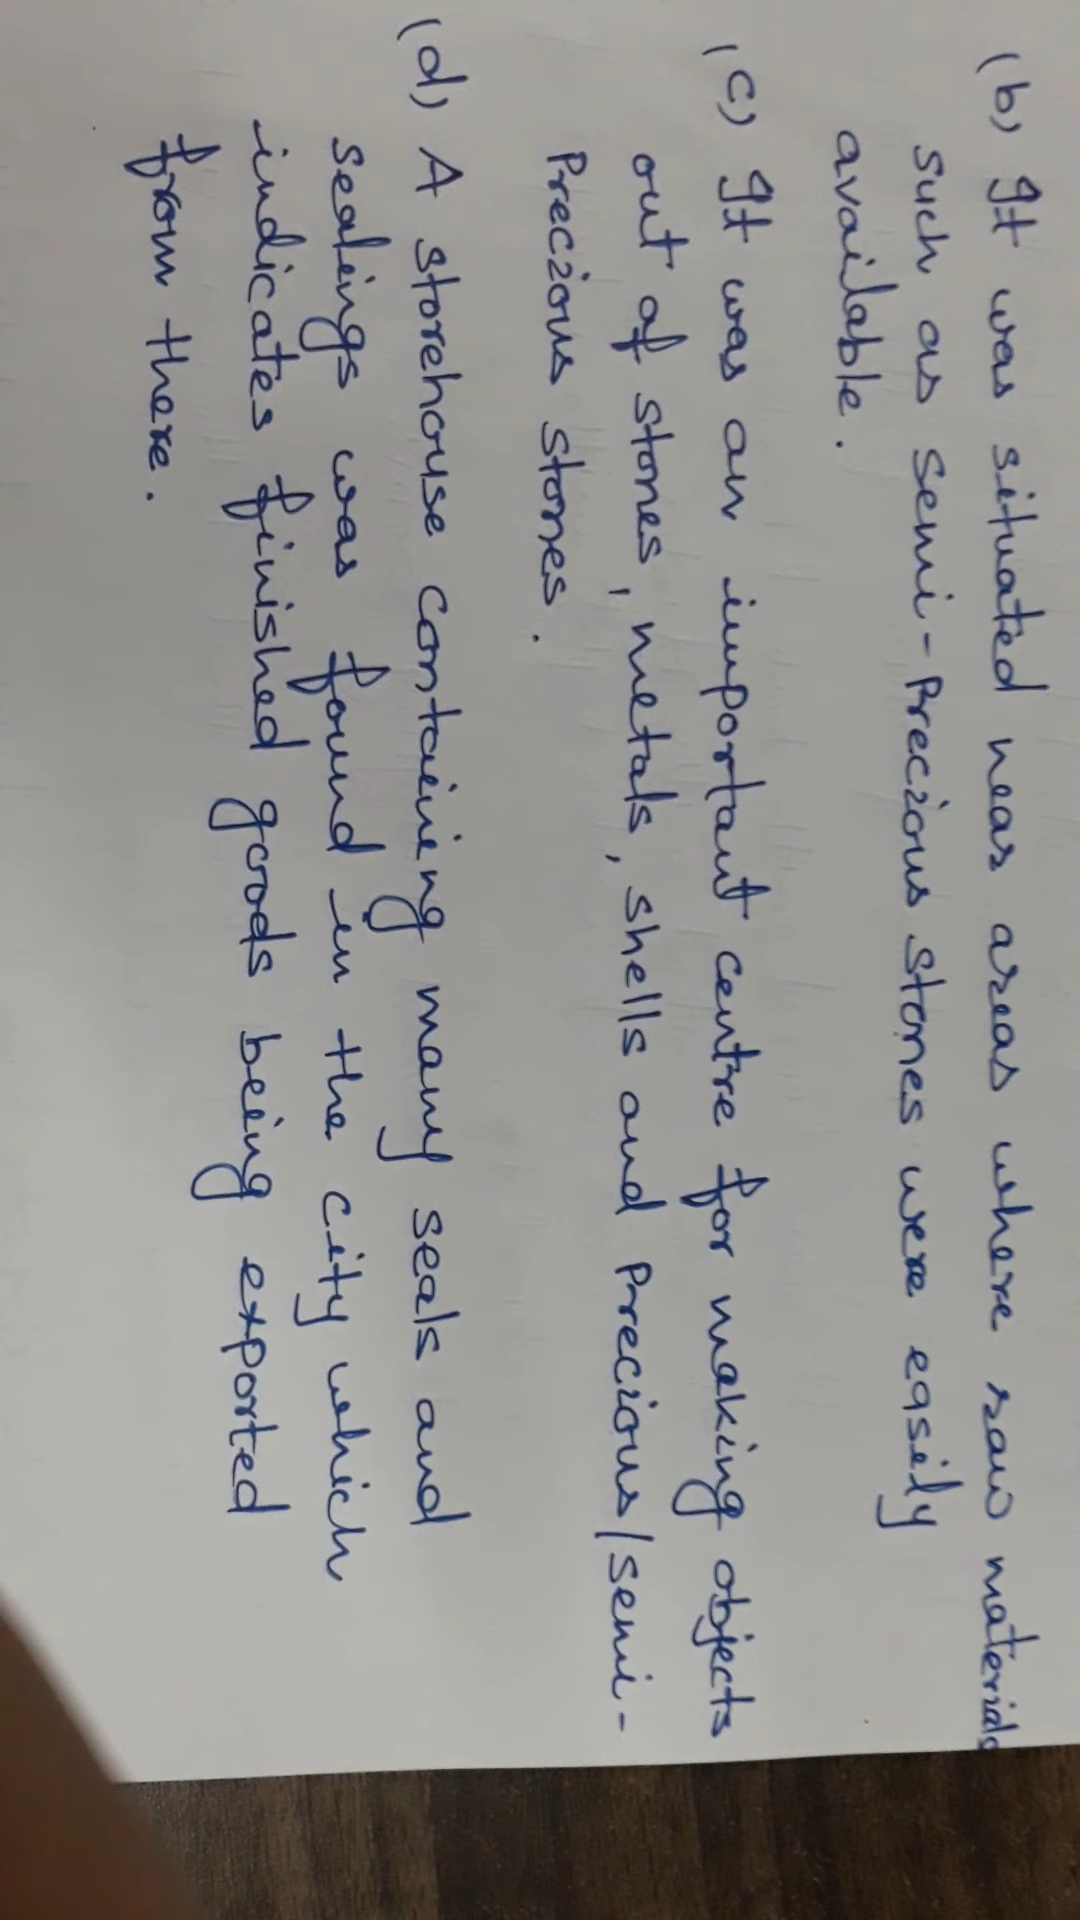 (b) It was situated near areas where raw materials
such as semi-Precious stones were easily
available.
(c) It was an important centre for making objects
out of stones, metals, shells and Precious/semi-
Precious stones.
(d) A storehouse containing many seals and
sealings was found in the city which
indicates finished goods being exported
from there.